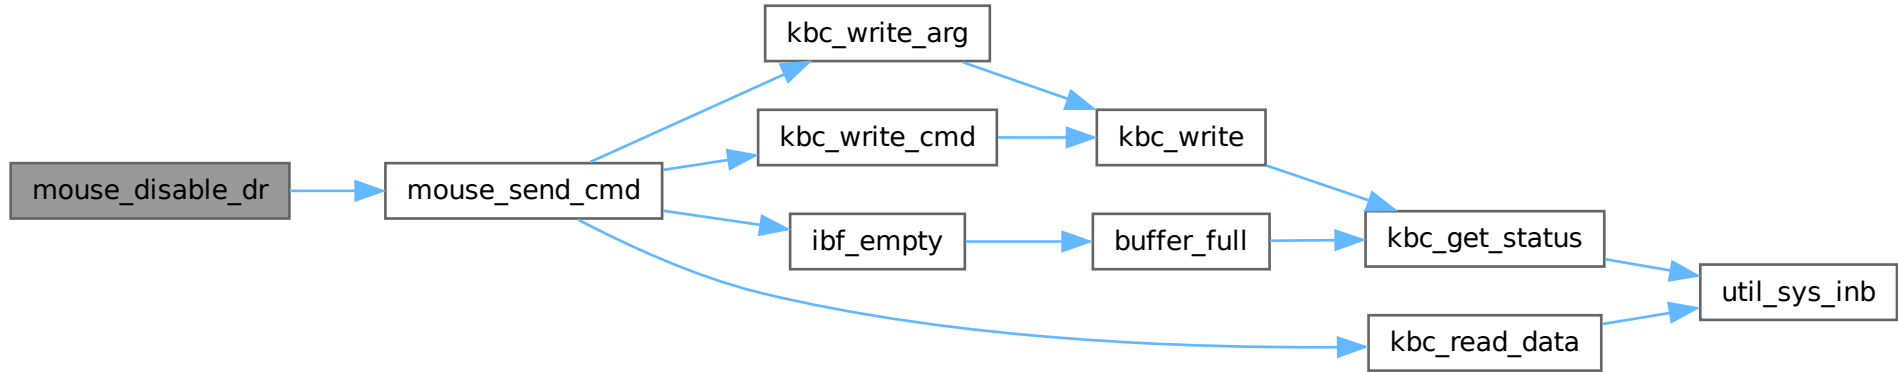 mouse_disable_dr
mouse_send_cmd
kbc_write_arg
kbc_write_cmd
ibf_empty
kbc_write
buffer_full
kbc_get_status
kbc_read_data
util_sys_inb